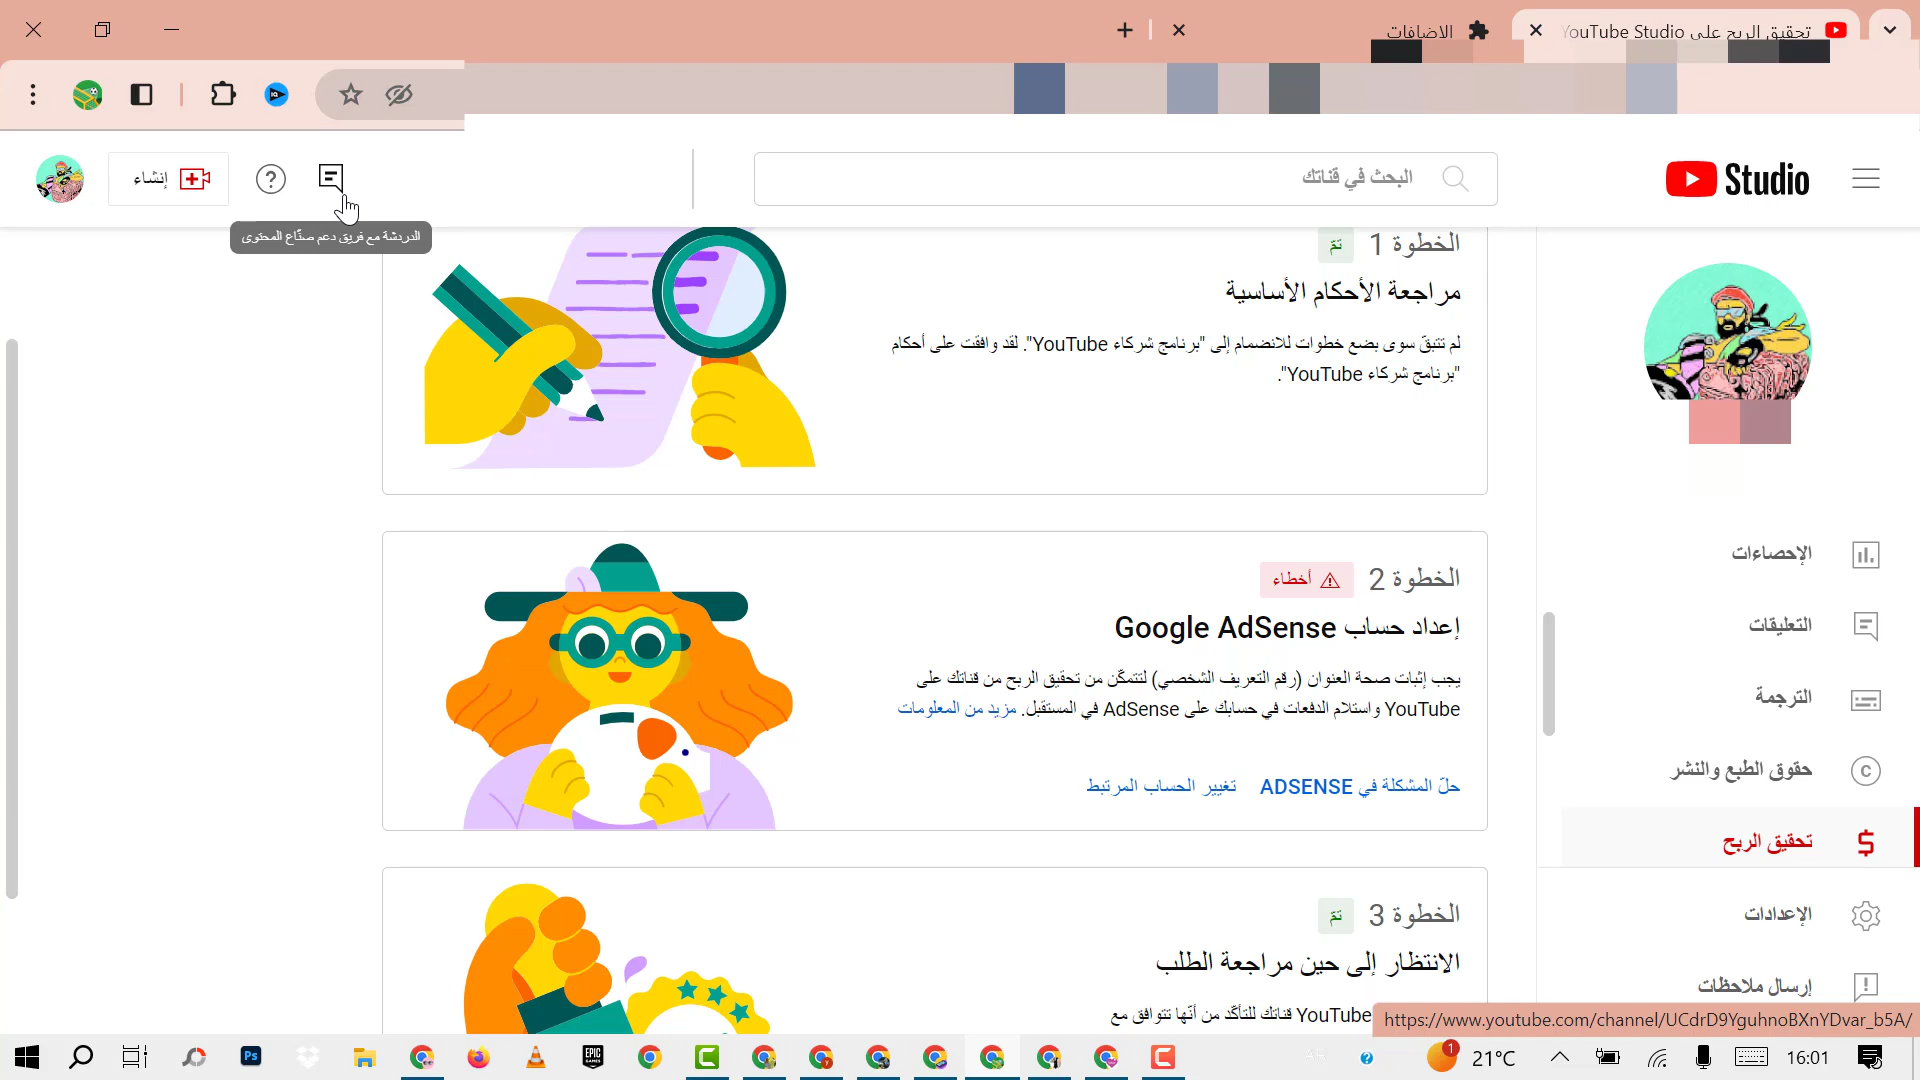 تحقيق الربح على YouTube Studio
الاضافات
Studio
البحث في قناتك
إنشاء
الدردشة مع فريق دعم صنّاع المحتوى
الخطوة 1
تمّ
مراجعة الأحكام الأساسية
لم تتبقّ سوى بضع خطوات للانضمام إلى "برنامج شركاء YouTube". لقد وافقت على أحكام
"برنامج شركاء YouTube".
الخطوة 2
أخطاء
إعداد حساب Google AdSense
يجب إثبات صحة العنوان (رقم التعريف الشخصي) لتتمكّن من تحقيق الربح من قناتك على
YouTube واستلام الدفعات في حسابك على AdSense في المستقبل. مزيد من المعلومات
حلّ المشكلة في ADSENSE
تغيير الحساب المرتبط
الخطوة 3
تمّ
الانتظار إلى حين مراجعة الطلب
YouTube قناتك للتأكّد من أنّها تتوافق مع
الإحصاءات
التعليقات
الترجمة
حقوق الطبع والنشر
تحقيق الربح
الإعدادات
إرسال ملاحظات
https://www.youtube.com/channel/UCdrD9YguhnoBXnYDvar_b5A/
Ps
EPIC
GAMES
1
21°C
16:01